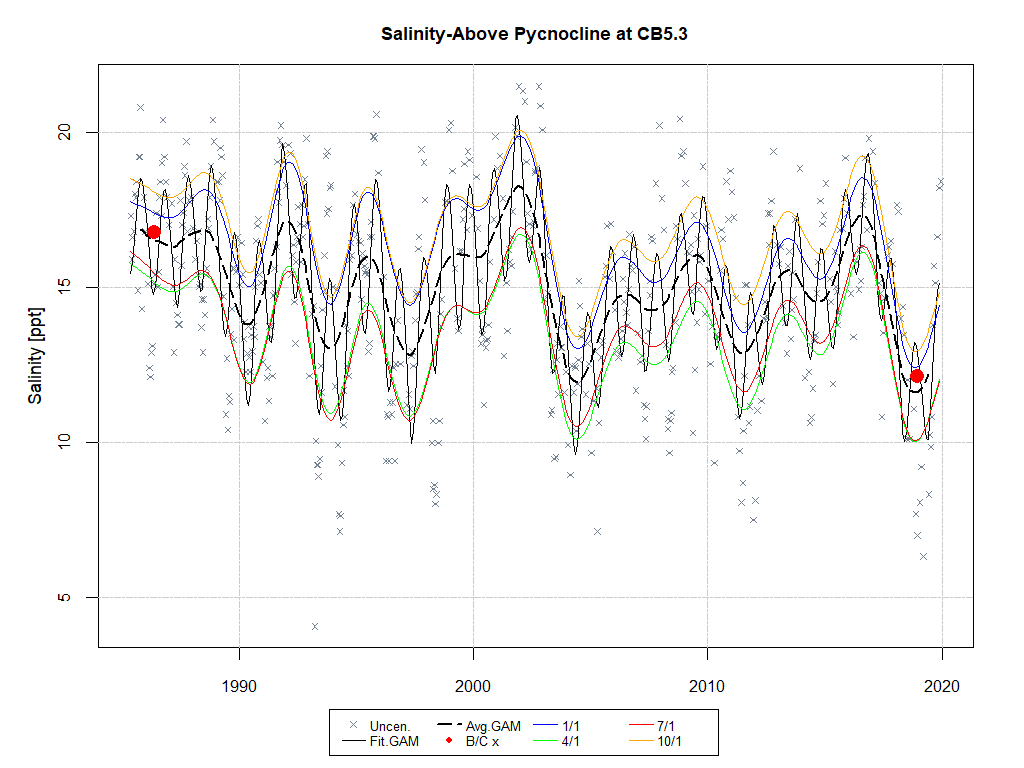 Salinity-Above Pycnocline at CB5.3
Salinity [ppt]
20
15
10
5
1990 2000 2010 2020
Uncen. Avg.GAM 1/1 7/1
Fit.GAM B/C x 4/1 10/1